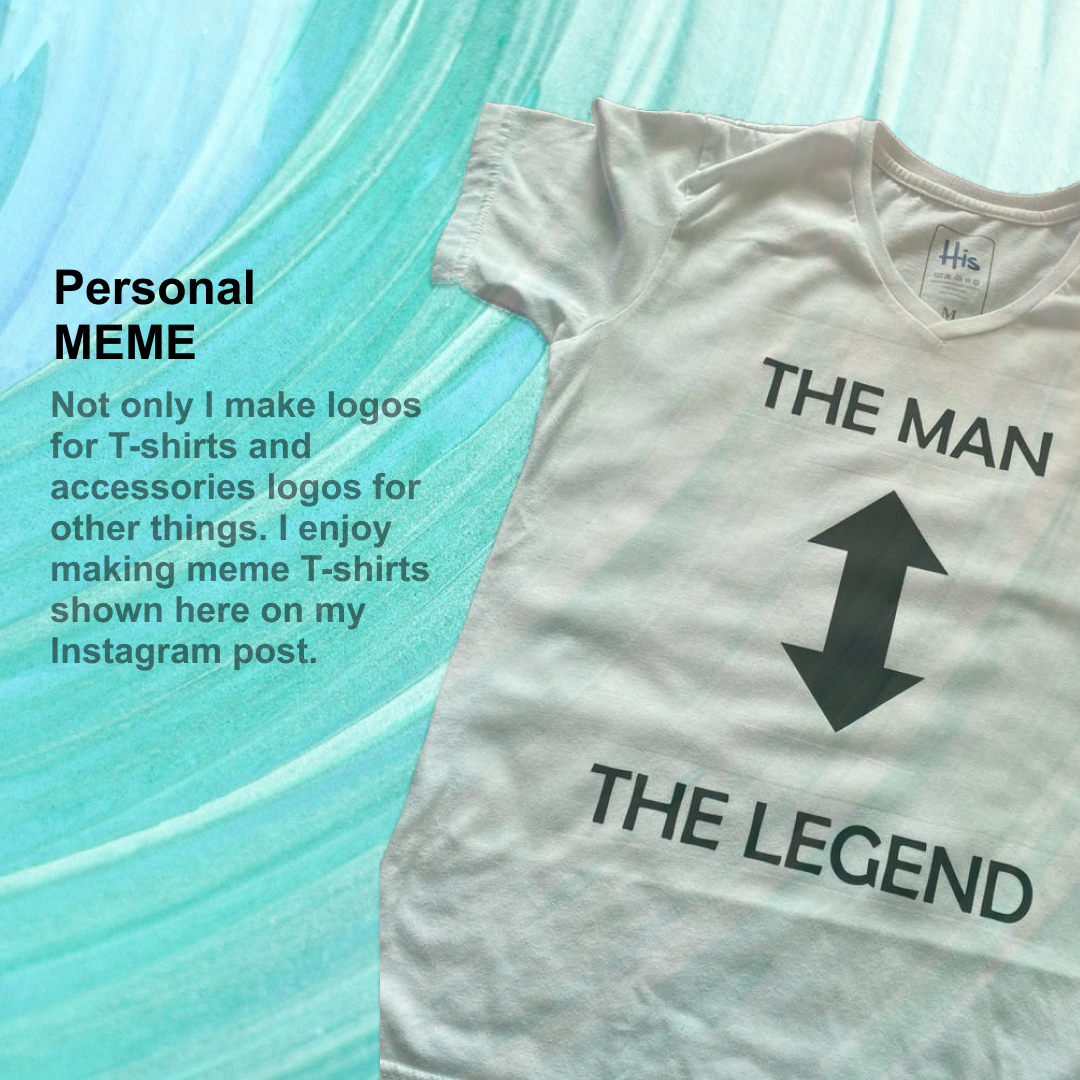 Personal
MEME
Not only I make logos
for T-shirts and
accessories logos for
other things. I enjoy
making meme T-shirts
shown here on my
Instagram post.
His
M
THE MAN
THE LEGEND